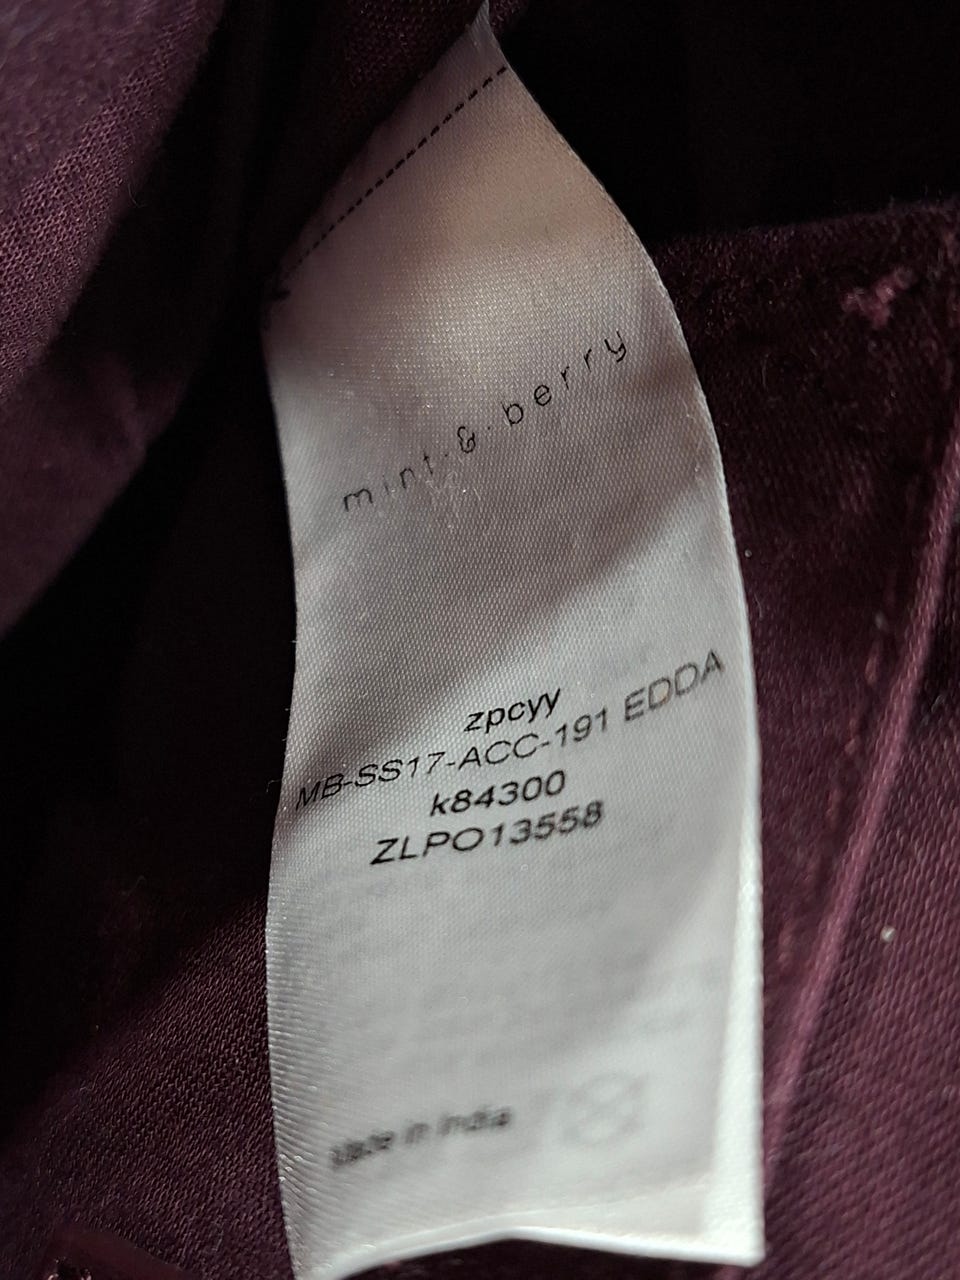 mint & berry
zpcyy
MB-SS17-ACC-191 EDDA
k84300
ZLPO13558
Made in India